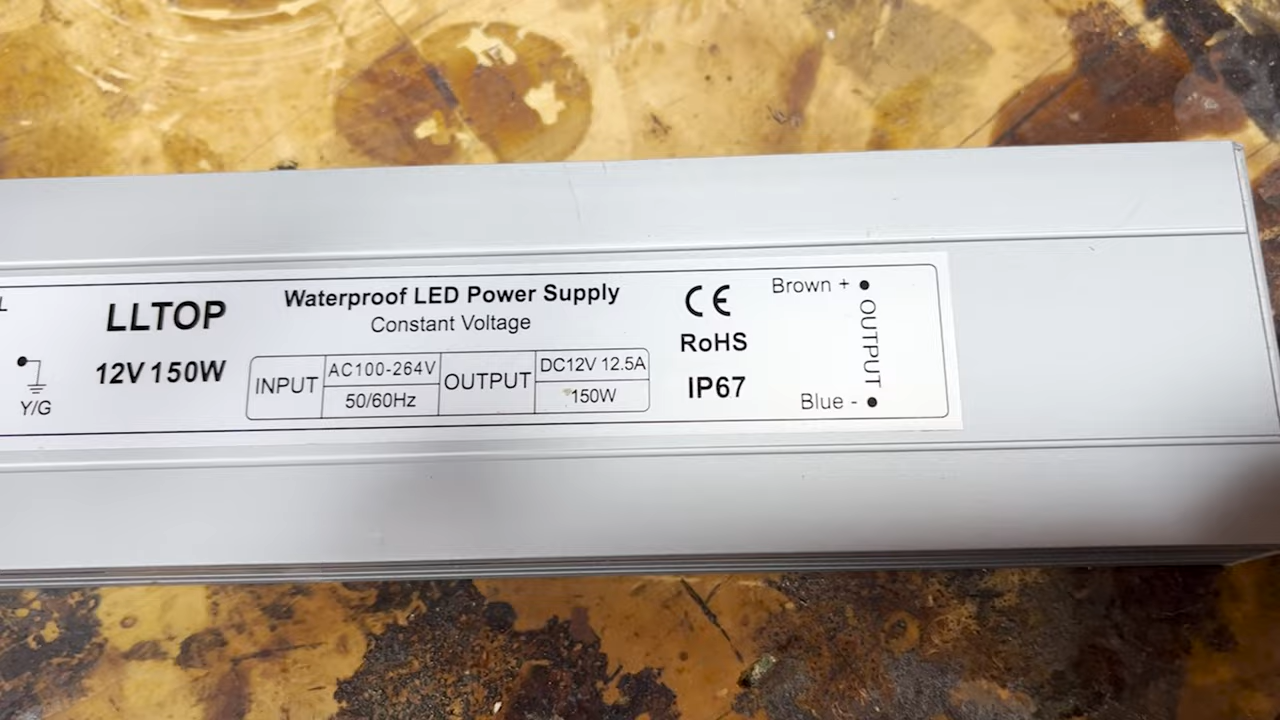 L
Y/G
LLTOP
12V 150W
Waterproof LED Power Supply
Constant Voltage
INPUT
AC100-264V
50/60Hz
OUTPUT
DC12V 12.5A
150W
CE
RoHS
IP67
Brown +
OUTPUT
Blue -